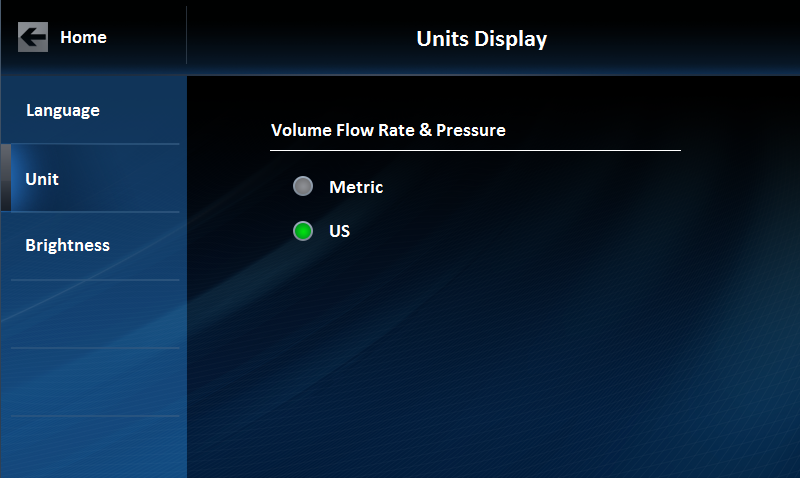 Home
Units Display
Language
Unit
Brightness
Volume Flow Rate & Pressure
Metric
US